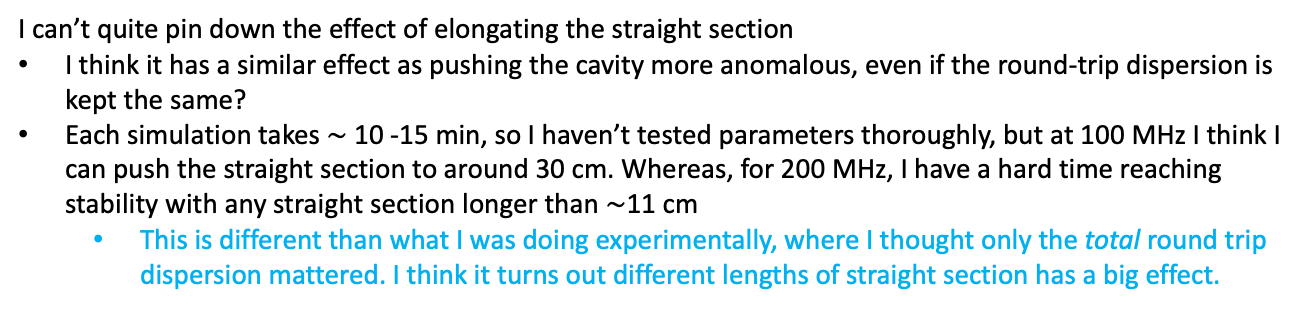 I can’t quite pin down the effect of elongating the straight section
• I think it has a similar effect as pushing the cavity more anomalous, even if the round-trip dispersion is
kept the same?
• Each simulation takes ~ 10 -15 min, so I haven’t tested parameters thoroughly, but at 100 MHz I think I
can push the straight section to around 30 cm. Whereas, for 200 MHz, I have a hard time reaching
stability with any straight section longer than ~11 cm
• This is different than what I was doing experimentally, where I thought only the total round trip
dispersion mattered. I think it turns out different lengths of straight section has a big effect.